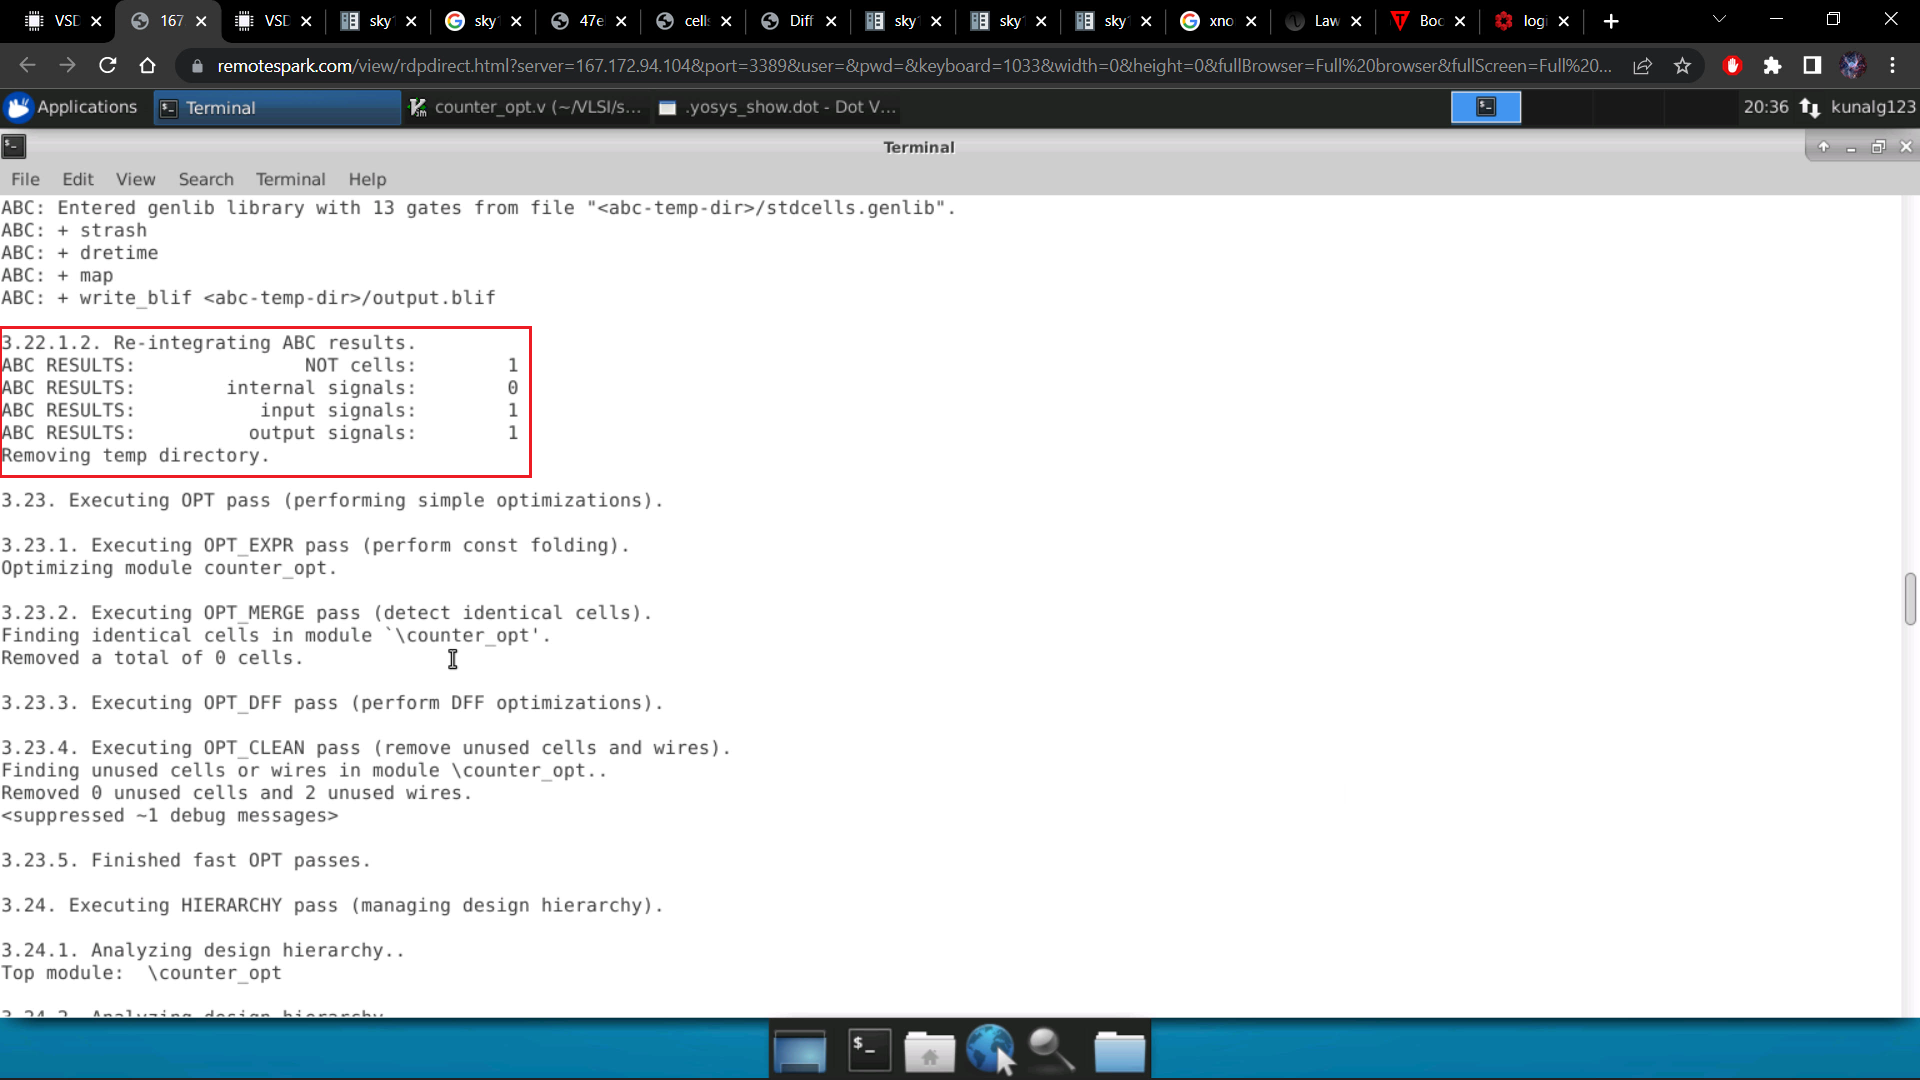 VSD
167
VSD
sky
sky
47e
cell
Diff
sky
sky
sky
xno
Law
Boc
logi
remotespark.com/view/rdpdirect.html?server=167.172.94.104&port=3389&user=&pwd=&keyboard=1033&width=0&height=0&fullBrowser=Full%20browser&fullScreen=Full%20...
Applications
Terminal
counter_opt.v (~/VLSI/s...
.yosys_show.dot - Dot V...
20:36
kunalg123
Terminal
File Edit View Search Terminal Help
ABC: Entered genlib library with 13 gates from file "<abc-temp-dir>/stdcells.genlib".
ABC: + strash
ABC: + dretime
ABC: + map
ABC: + write_blif <abc-temp-dir>/output.blif
3.22.1.2. Re-integrating ABC results.
ABC RESULTS: NOT cells: 1
ABC RESULTS: internal signals: 0
ABC RESULTS: input signals: 1
ABC RESULTS: output signals: 1
Removing temp directory.
3.23. Executing OPT pass (performing simple optimizations).
3.23.1. Executing OPT_EXPR pass (perform const folding).
Optimizing module counter_opt.
3.23.2. Executing OPT_MERGE pass (detect identical cells).
Finding identical cells in module `\counter_opt'.
Removed a total of 0 cells.
3.23.3. Executing OPT_DFF pass (perform DFF optimizations).
3.23.4. Executing OPT_CLEAN pass (remove unused cells and wires).
Finding unused cells or wires in module \counter_opt..
Removed 0 unused cells and 2 unused wires.
<suppressed ~1 debug messages>
3.23.5. Finished fast OPT passes.
3.24. Executing HIERARCHY pass (managing design hierarchy).
3.24.1. Analyzing design hierarchy..
Top module:  \counter_opt
3.24.2. Analyzing design hierarchy